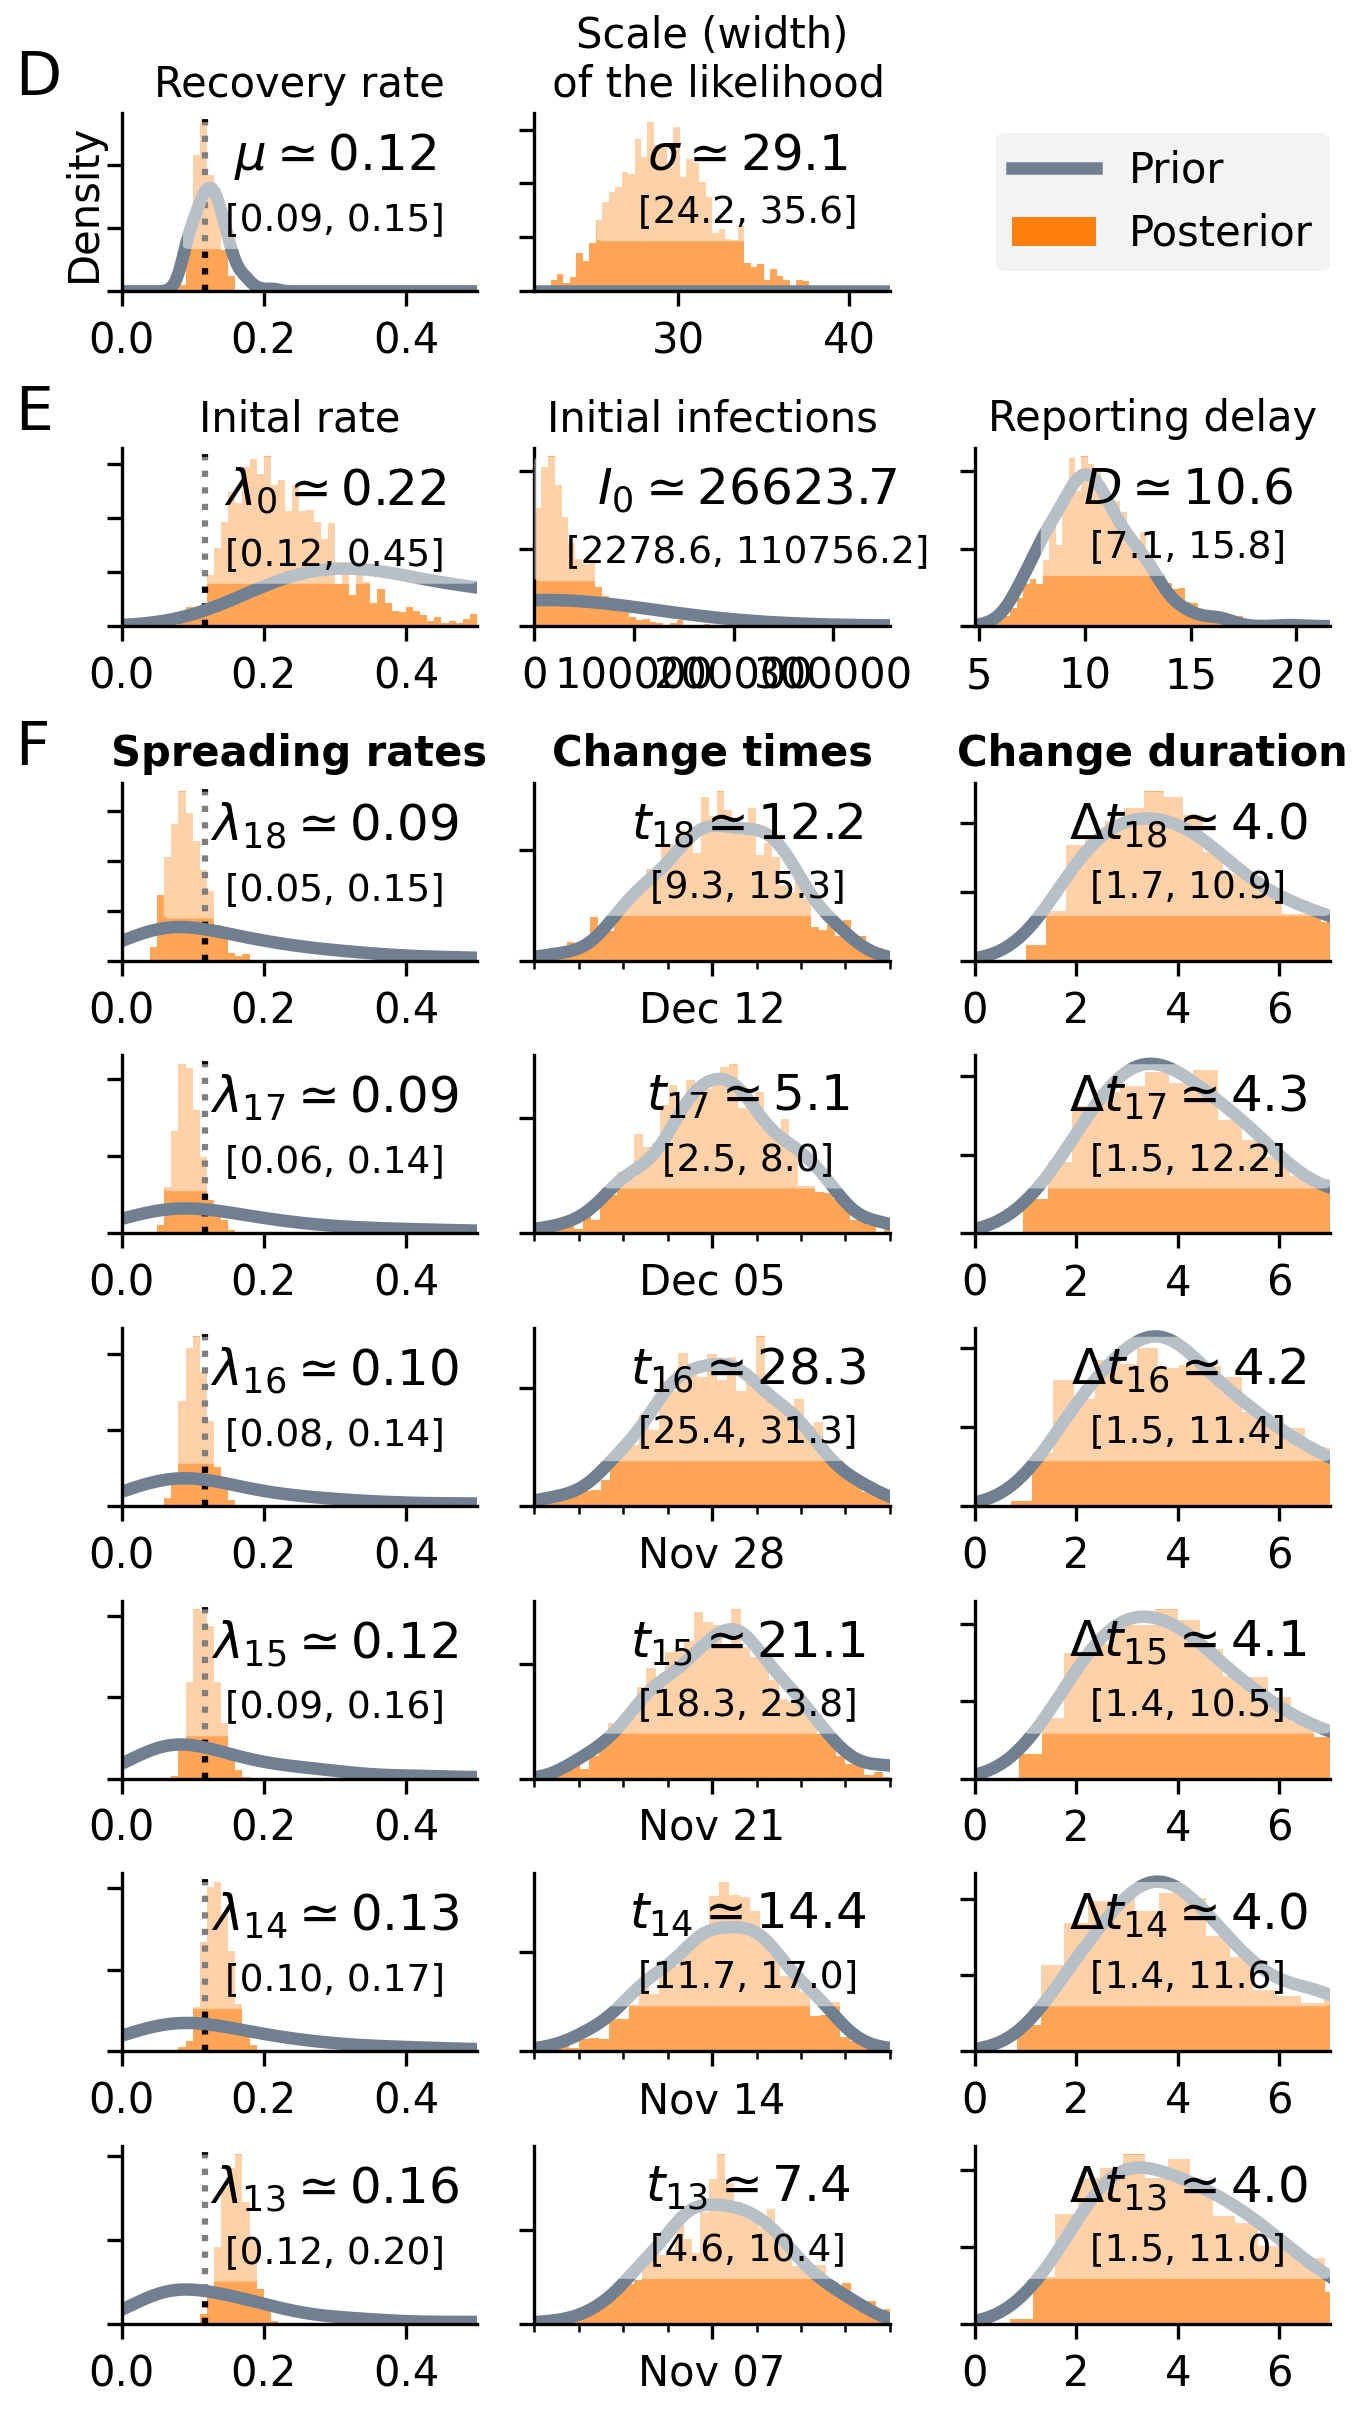 D
Recovery rate
Scale (width)
of the likelihood
Density
μ ≃ 0.12
[0.09, 0.15]
0.0 0.2 0.4
σ ≃ 29.1
[24.2, 35.6]
30 40
Prior
Posterior
E
Inital rate
λ0 ≃ 0.22
[0.12, 0.45]
0.0 0.2 0.4
Initial infections
I0 ≃ 26623.7
[2278.6, 110756.2]
0 100000 200000 300000
Reporting delay
D ≃ 10.6
[7.1, 15.8]
5 10 15 20
F
Spreading rates Change times Change duration
λ18 ≃ 0.09 t18 ≃ 12.2 Δt18 ≃ 4.0
[0.05, 0.15] [9.3, 15.3] [1.7, 10.9]
0.0 0.2 0.4 Dec 12 0 2 4 6
λ17 ≃ 0.09 t17 ≃ 5.1 Δt17 ≃ 4.3
[0.06, 0.14] [2.5, 8.0] [1.5, 12.2]
0.0 0.2 0.4 Dec 05 0 2 4 6
λ16 ≃ 0.10 t16 ≃ 28.3 Δt16 ≃ 4.2
[0.08, 0.14] [25.4, 31.3] [1.5, 11.4]
0.0 0.2 0.4 Nov 28 0 2 4 6
λ15 ≃ 0.12 t15 ≃ 21.1 Δt15 ≃ 4.1
[0.09, 0.16] [18.3, 23.8] [1.4, 10.5]
0.0 0.2 0.4 Nov 21 0 2 4 6
λ14 ≃ 0.13 t14 ≃ 14.4 Δt14 ≃ 4.0
[0.10, 0.17] [11.7, 17.0] [1.4, 11.6]
0.0 0.2 0.4 Nov 14 0 2 4 6
λ13 ≃ 0.16 t13 ≃ 7.4 Δt13 ≃ 4.0
[0.12, 0.20] [4.6, 10.4] [1.5, 11.0]
0.0 0.2 0.4 Nov 07 0 2 4 6